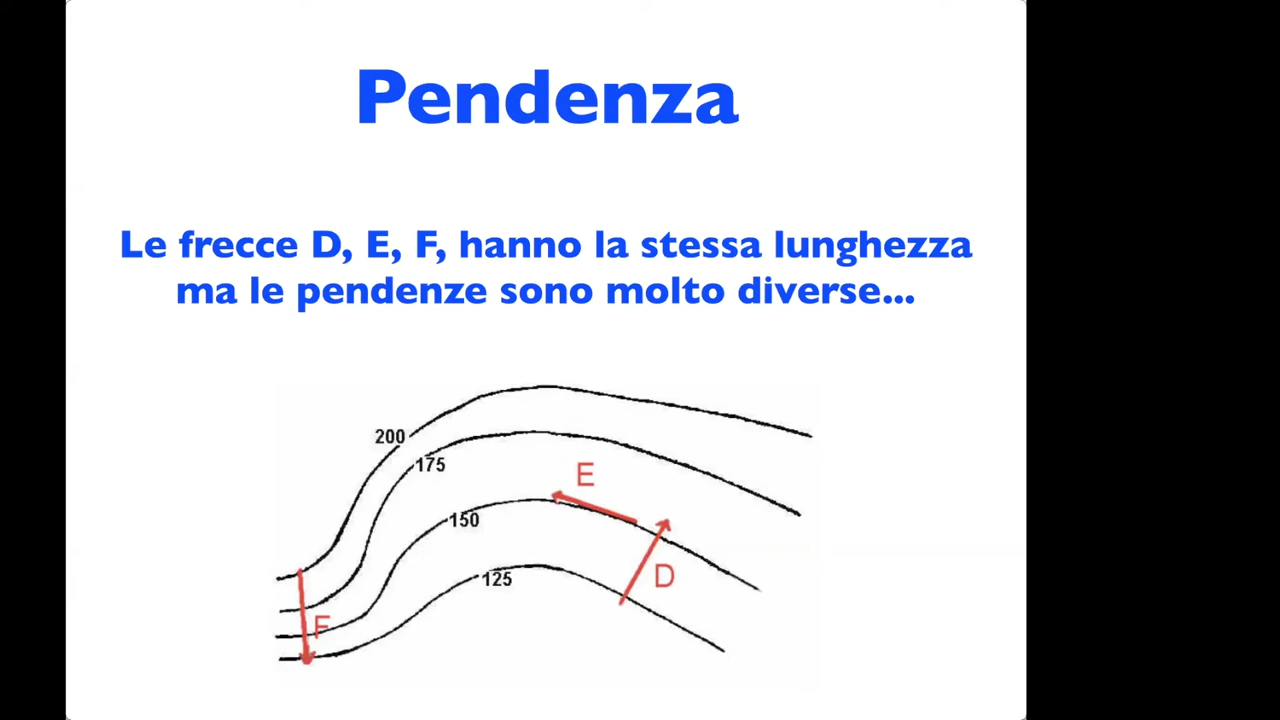 Pendenza
Le frecce D, E, F, hanno la stessa lunghezza
ma le pendenze sono molto diverse...
200
175
E
150
D
125
F